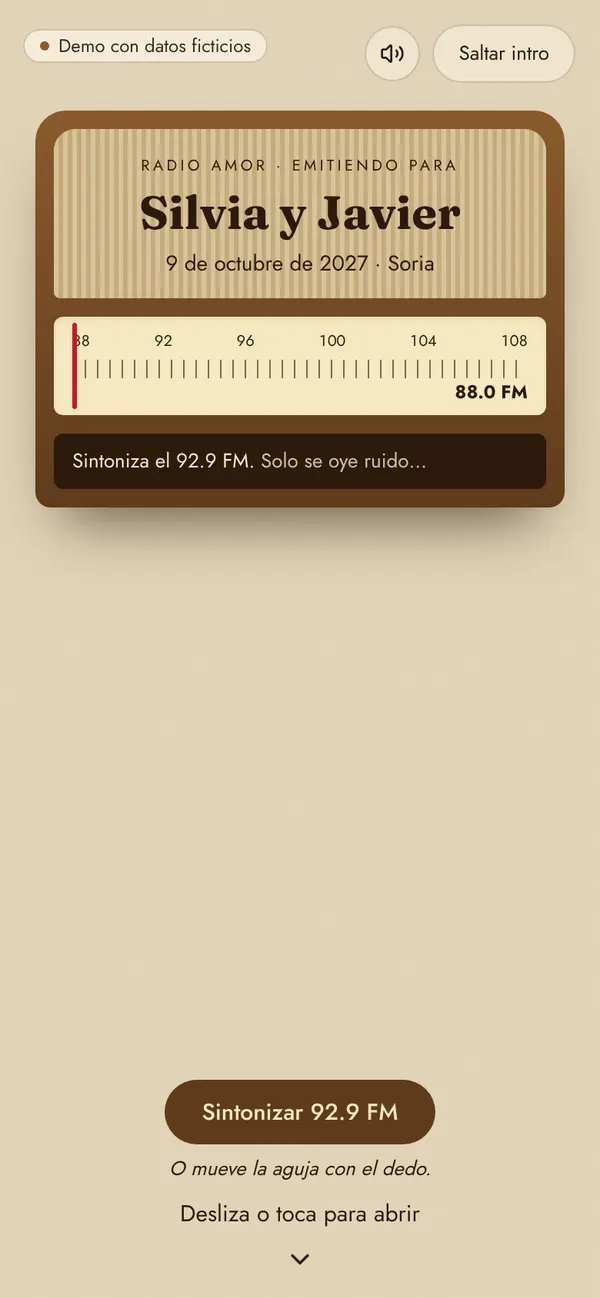 Demo con datos ficticios
Saltar intro
RADIO AMOR · EMITIENDO PARA
Silvia y Javier
9 de octubre de 2027 · Soria
88 92 96 100 104 108
88.0 FM
Sintoniza el 92.9 FM. Solo se oye ruido...
Sintonizar 92.9 FM
O mueve la aguja con el dedo.
Desliza o toca para abrir